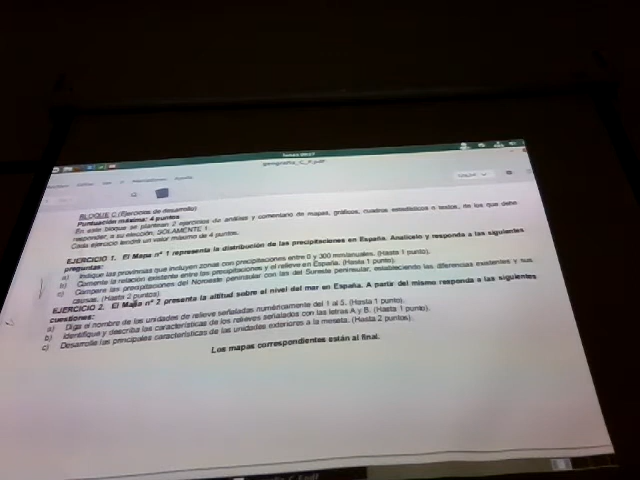 geografia_C_9.pdf
BLOQUE C (Ejercicios de desarrollo)
Puntuación máxima: 4 puntos
En este bloque se plantean 2 ejercicios de análisis y comentario de mapas, gráficos, cuadros estadísticos o textos, de los que debe
responder, a su elección, SOLAMENTE 1.
Cada ejercicio tendrá un valor máximo de 4 puntos.
EJERCICIO 1. El Mapa nº 1 representa la distribución de las precipitaciones en España. Analícelo y responda a las siguientes
preguntas:
a) Indique las provincias que incluyen zonas con precipitaciones entre 0 y 300 mm/anuales. (Hasta 1 punto).
b) Comente la relación existente entre las precipitaciones y el relieve en España. (Hasta 1 punto).
c) Compare las precipitaciones del Noroeste peninsular con las del Sureste peninsular, estableciendo las diferencias existentes y sus
causas. (Hasta 2 puntos).
EJERCICIO 2. El Mapa nº 2 presenta la altitud sobre el nivel del mar en España. A partir del mismo responda a las siguientes
cuestiones:
a) Diga el nombre de las unidades de relieve señaladas numéricamente del 1 al 5. (Hasta 1 punto).
b) Identifique y describa las características de los relieves señalados con las letras A y B. (Hasta 1 punto).
c) Desarrolle las principales características de las unidades exteriores a la meseta. (Hasta 2 puntos).
Los mapas correspondientes están al final.